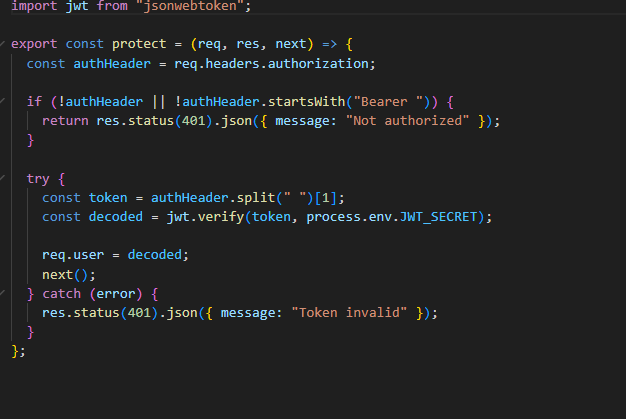 import jwt from "jsonwebtoken";
export const protect = (req, res, next) => {
const authHeader = req.headers.authorization;
if (!authHeader || !authHeader.startsWith("Bearer ")) {
return res.status(401).json({ message: "Not authorized" });
}
try {
const token = authHeader.split(" ")[1];
const decoded = jwt.verify(token, process.env.JWT_SECRET);
req.user = decoded;
next();
} catch (error) {
res.status(401).json({ message: "Token invalid" });
}
};